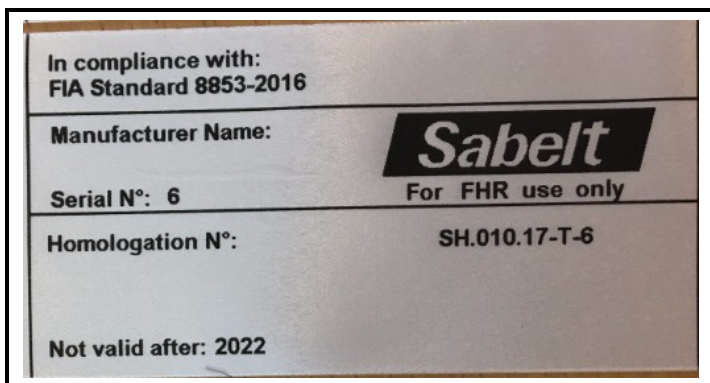 In compliance with:
FIA Standard 8853-2016
Manufacturer Name:
Sabelt
Serial N°: 6
For FHR use only
Homologation N°:
SH.010.17-T-6
Not valid after: 2022